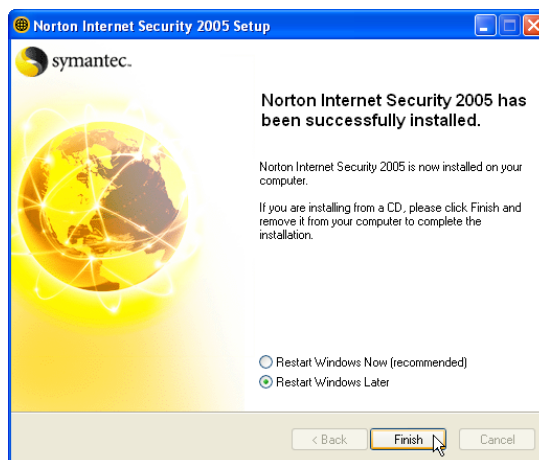 Norton Internet Security 2005 Setup
symantec.
Norton Internet Security 2005 has
been successfully installed.
Norton Internet Security 2005 is now installed on your
computer.
If you are installing from a CD, please click Finish and
remove it from your computer to complete the
installation.
Restart Windows Now (recommended)
Restart Windows Later
< Back
Finish
Cancel